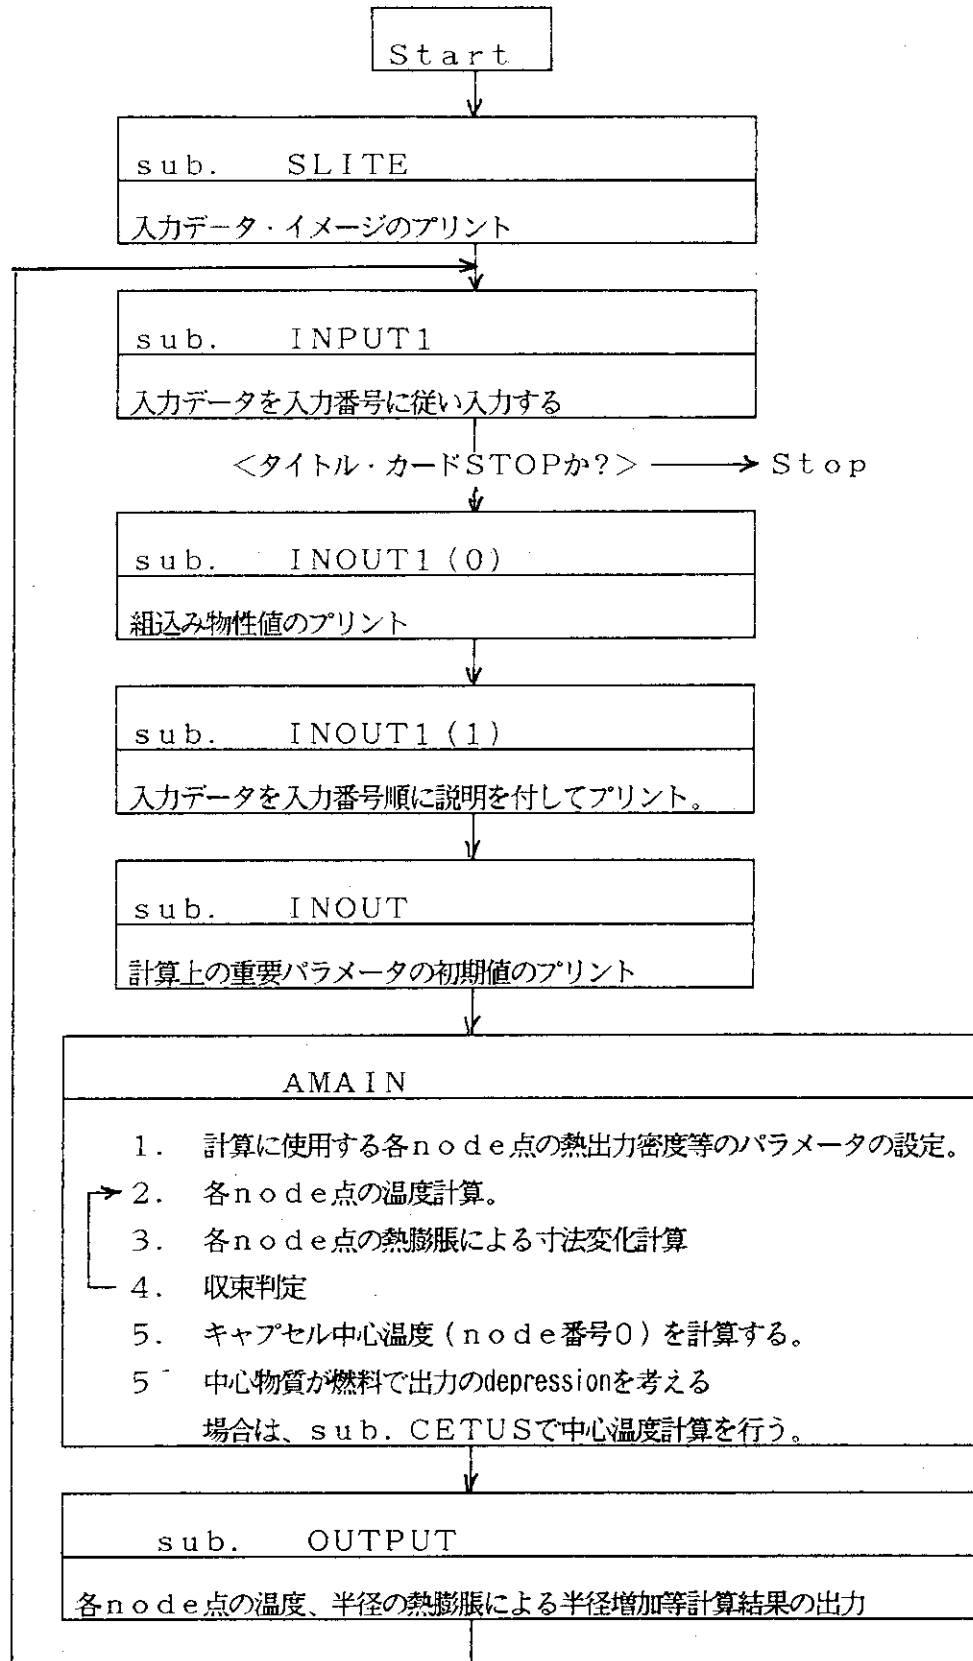 Start
sub. SLITE
入力データ・イメージのプリント
sub. INPUT1
入力データを入力番号に従い入力する
<タイトル・カードSTOPか?> Stop
sub. INOUT1(0)
組込み物性値のプリント
sub. INOUT1(1)
入力データを入力番号順に説明を付してプリント。
sub. INOUT
計算上の重要パラメータの初期値のプリント
AMAIN
1. 計算に使用する各node点の熱出力密度等のパラメータの設定。
2. 各node点の温度計算。
3. 各node点の熱膨脹による寸法変化計算
4. 収束判定
5. キャプセル中心温度(node番号0)を計算する。
5 中心物質が燃料で出力のdepressionを考える
場合は、sub.CETUSで中心温度計算を行う。
sub. OUTPUT
各node点の温度、半径の熱膨脹による半径増加等計算結果の出力